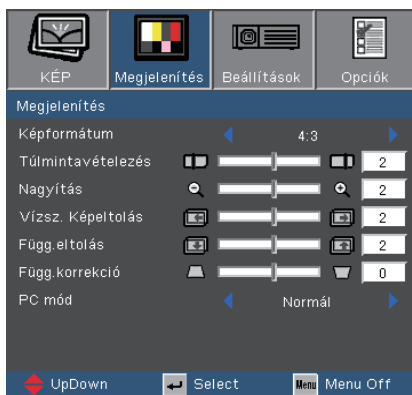 KÉP Megjelenítés Beállítások Opciók
Megjelenítés
Képformátum 4:3
Túlmintavételezés 2
Nagyítás 2
Vízsz. Képeltolás 2
Függ.eltolás 2
Függ.korrekció 0
PC mód Normál
UpDown Select Menu Menu Off